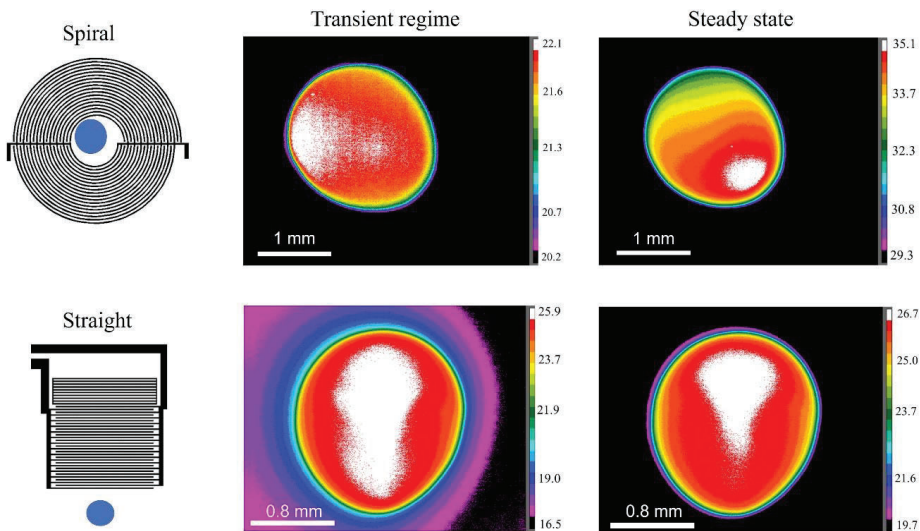 Transient regime
Steady state
Spiral
22.1
21.6
21.3
20.7
20.2
1 mm
35.1
33.7
32.3
30.8
29.3
1 mm
Straight
25.9
23.7
21.9
19.0
16.5
0.8 mm
26.7
25.0
23.4
21.6
19.7
0.8 mm